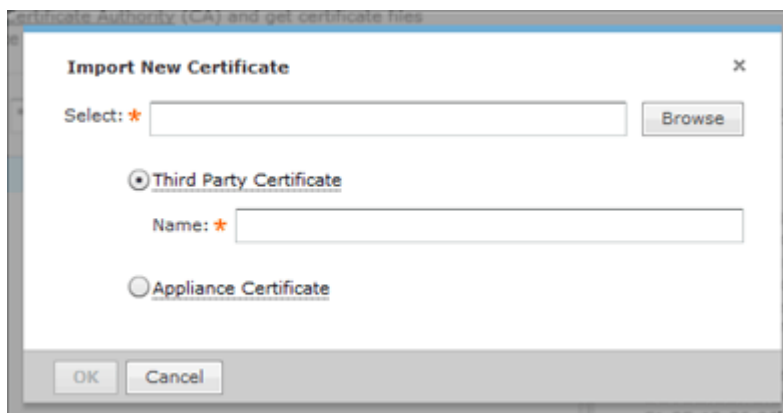 Certificate Authority (CA) and get certificate files
Import New Certificate ×
Select: * Browse
Third Party Certificate
Name: *
Appliance Certificate
OK Cancel